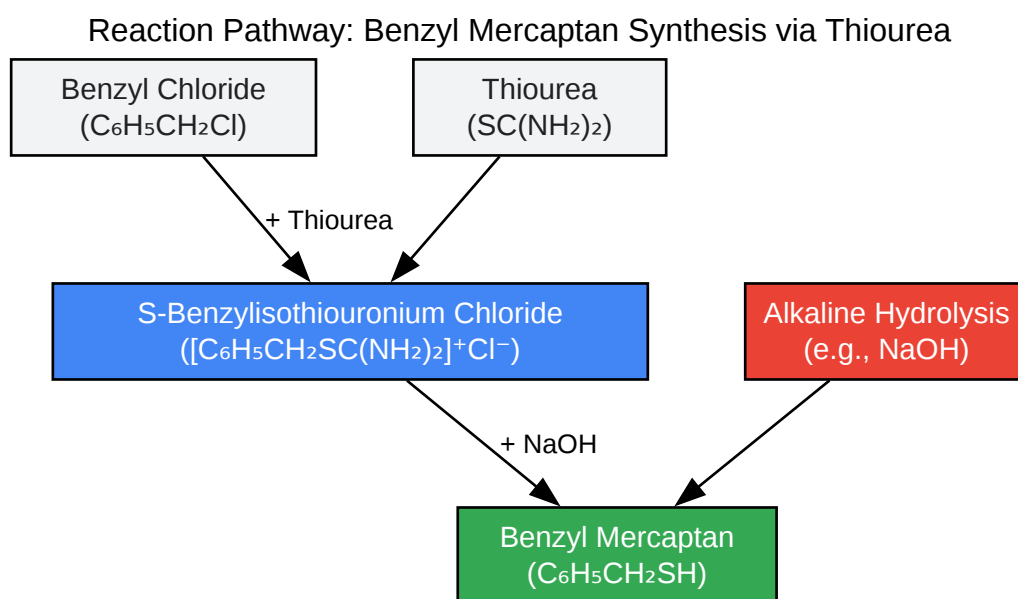 Reaction Pathway: Benzyl Mercaptan Synthesis via Thiourea
Benzyl Chloride
(C₆H₅CH₂Cl)
Thiourea
(SC(NH₂)₂)
+ Thiourea
S-Benzylisothiouronium Chloride
([C₆H₅CH₂SC(NH₂)₂]⁺Cl⁻)
Alkaline Hydrolysis
(e.g., NaOH)
+ NaOH
Benzyl Mercaptan
(C₆H₅CH₂SH)